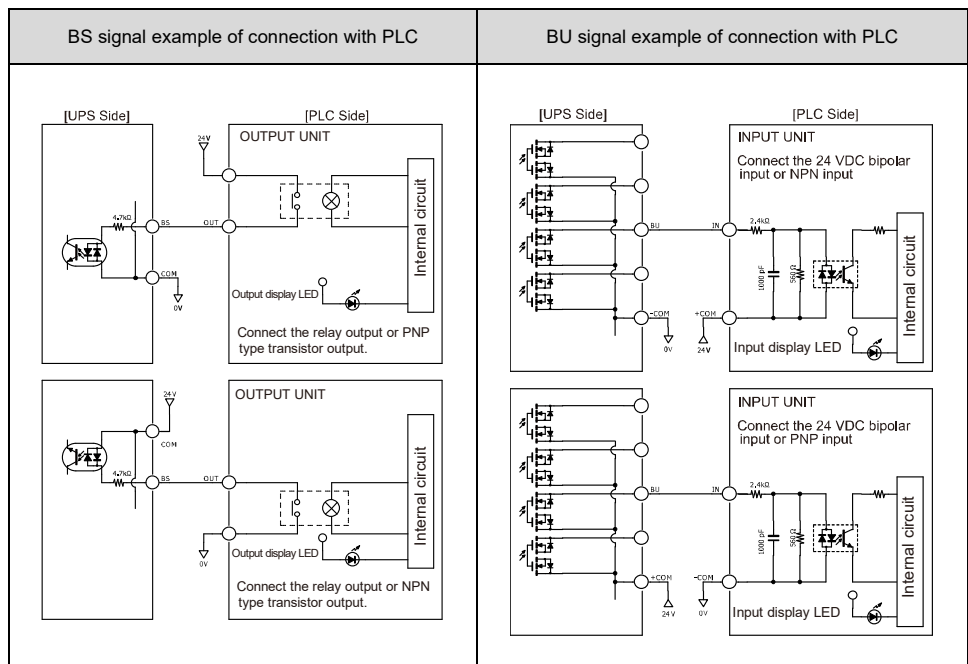 BS signal example of connection with PLC
BU signal example of connection with PLC
[UPS Side]
[PLC Side]
24V
OUTPUT UNIT
4.7kΩ
BS
OUT
COM
0V
Internal circuit
Output display LED
Connect the relay output or PNP
type transistor output.
24V
OUTPUT UNIT
COM
4.7kΩ
BS
OUT
0V
Internal circuit
Output display LED
Connect the relay output or NPN
type transistor output.
[UPS Side]
[PLC Side]
INPUT UNIT
Connect the 24 VDC bipolar
input or NPN input
BU
IN
2.4kΩ
1000 pF
560 Ω
Internal circuit
-COM
+COM
0V
24V
Input display LED
INPUT UNIT
Connect the 24 VDC bipolar
input or PNP input
BU
IN
2.4kΩ
1000 pF
560 Ω
Internal circuit
+COM
-COM
24V
0V
Input display LED